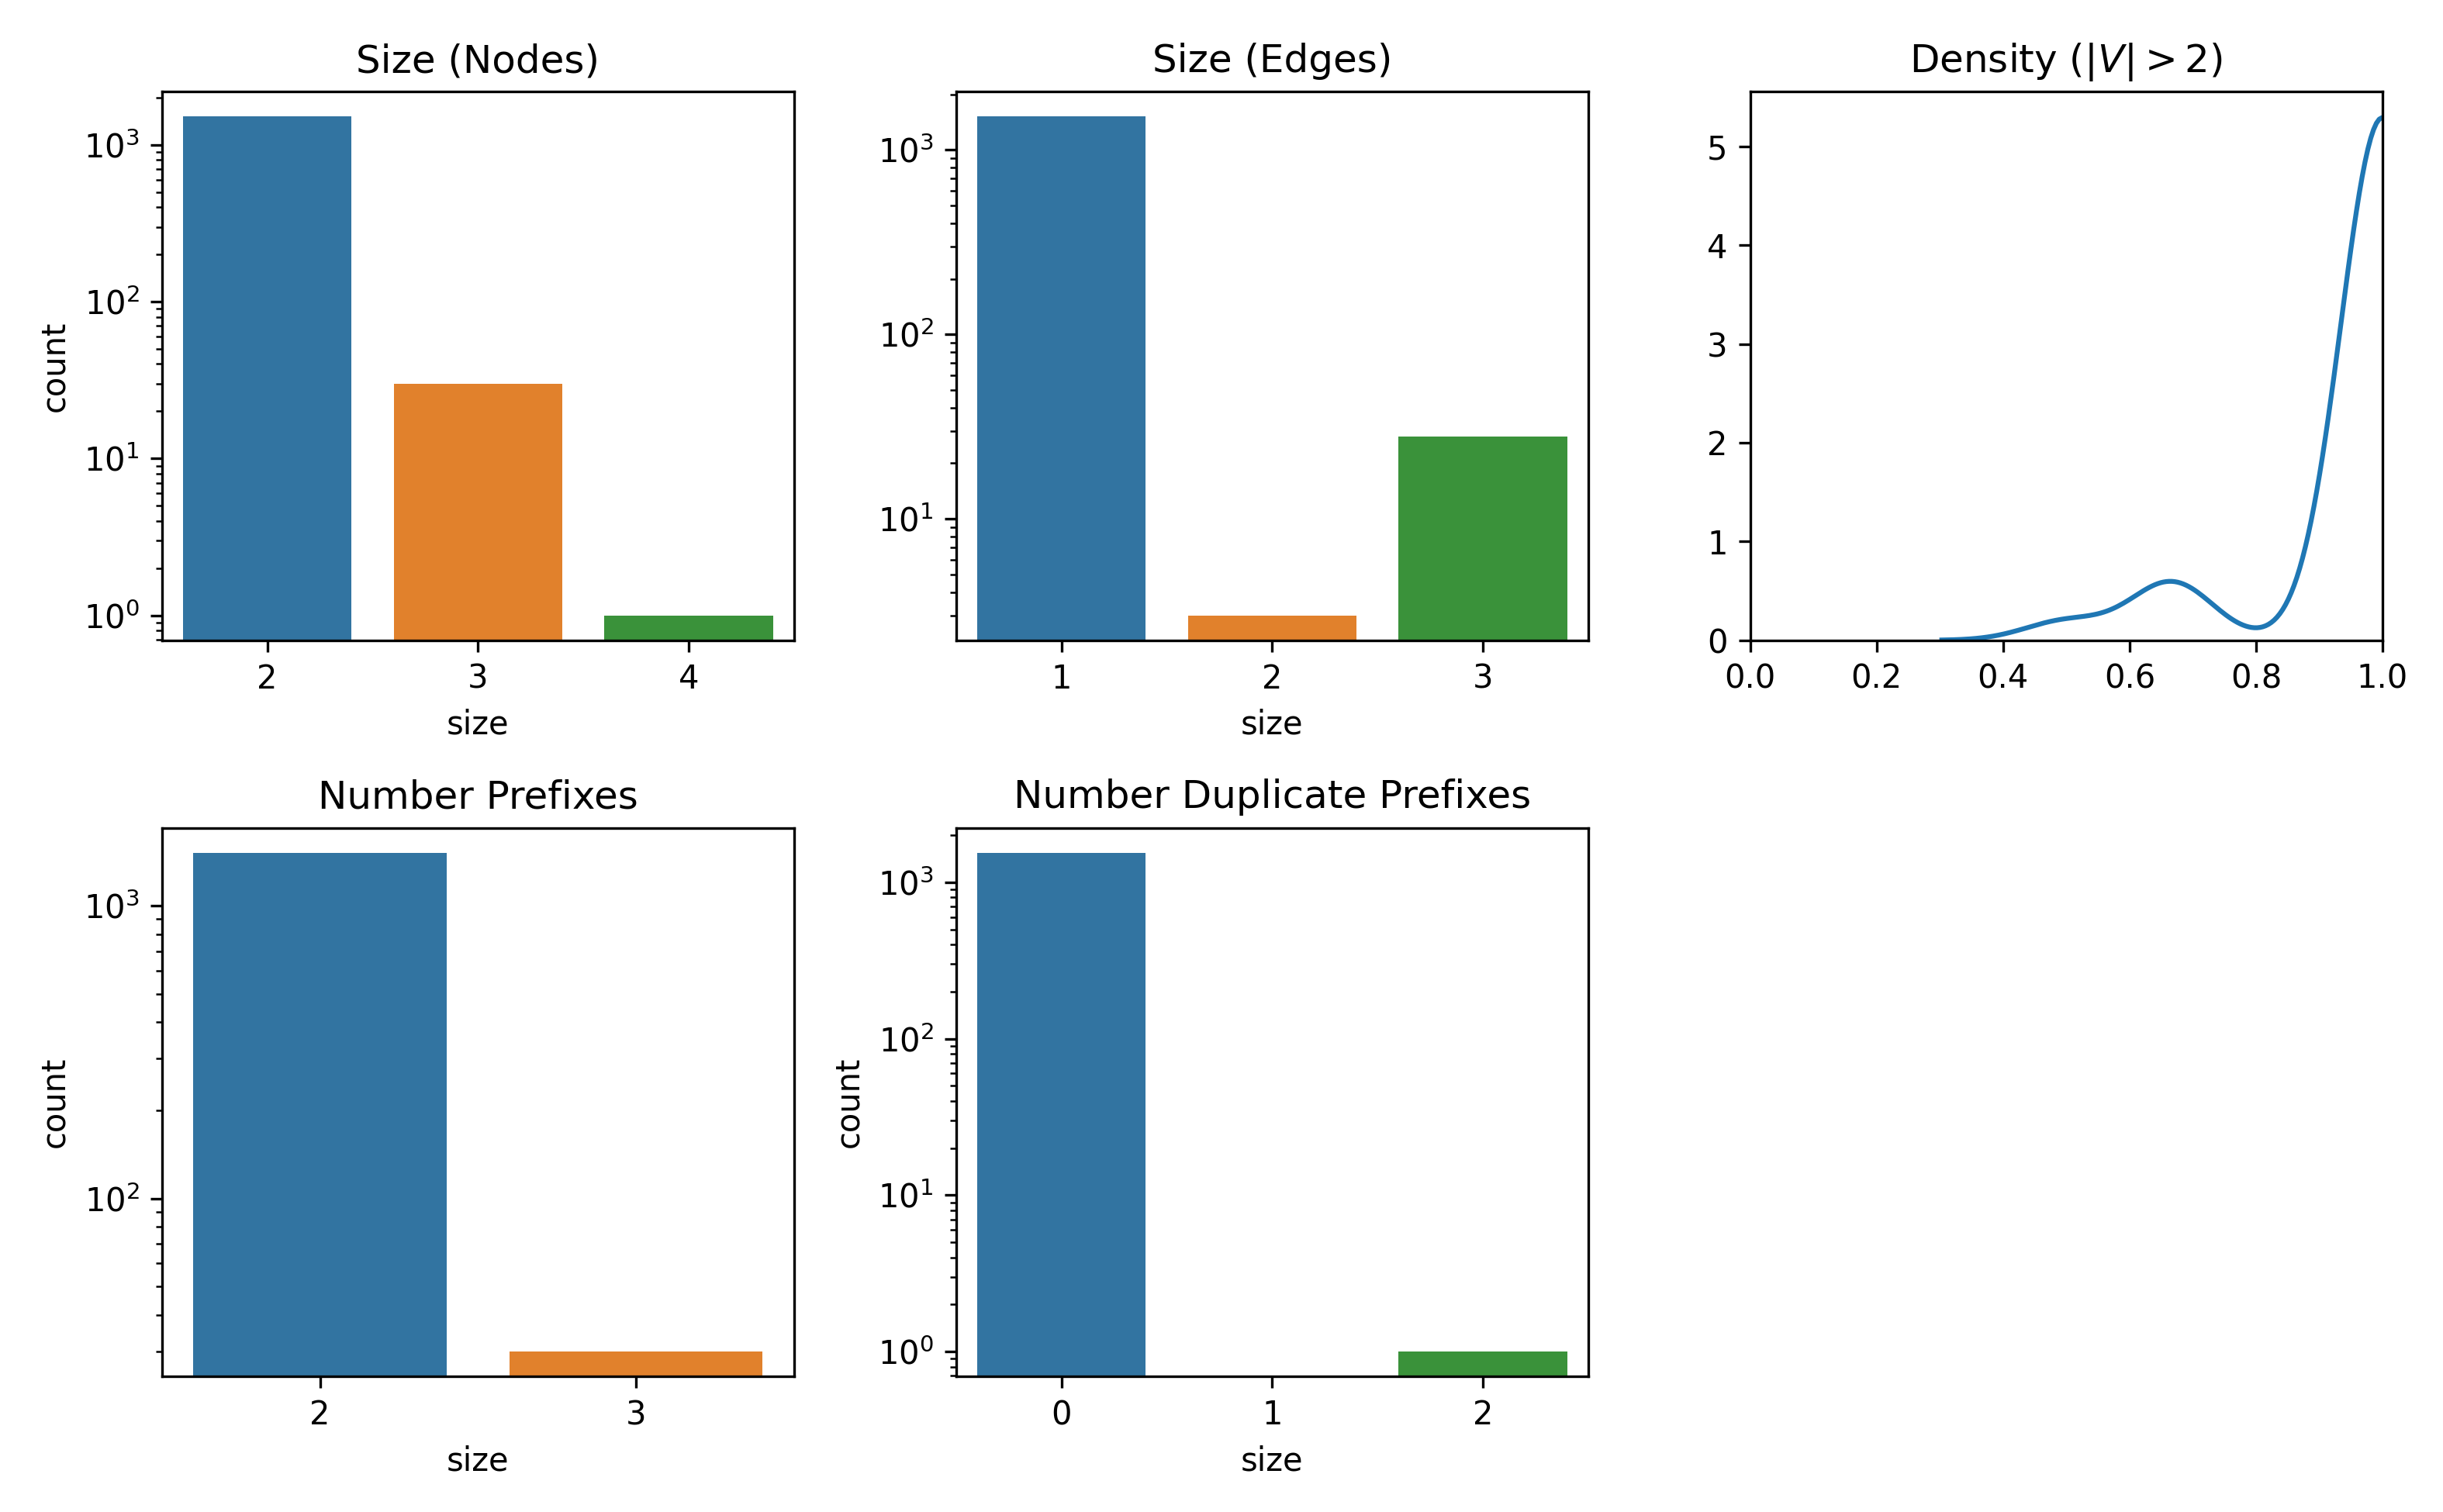 Size (Nodes)
10³
10²
10¹
10⁰
count
2 3 4
size
Size (Edges)
10³
10²
10¹
1 2 3
size
Density (|V| > 2)
5
4
3
2
1
0
0.0 0.2 0.4 0.6 0.8 1.0
Number Prefixes
10³
10²
count
2 3
size
Number Duplicate Prefixes
10³
10²
10¹
10⁰
count
0 1 2
size